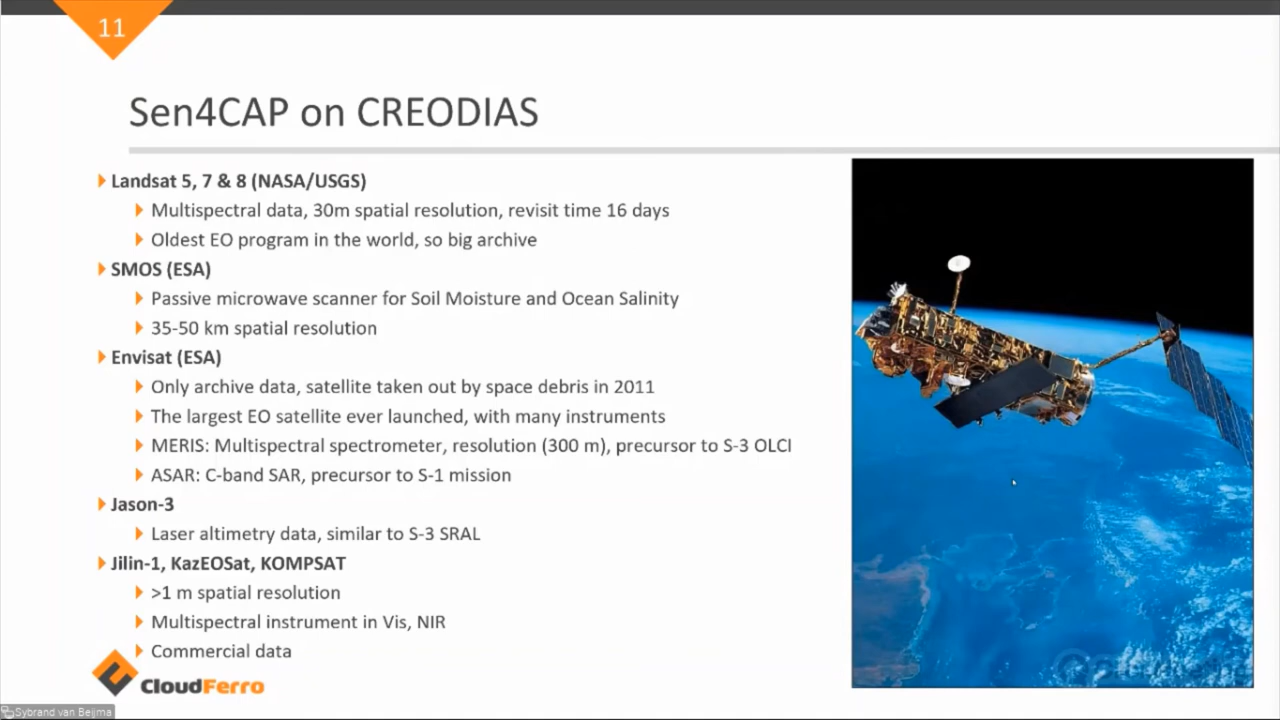 11
Sen4CAP on CREODIAS
Landsat 5, 7 & 8 (NASA/USGS)
Multispectral data, 30m spatial resolution, revisit time 16 days
Oldest EO program in the world, so big archive
SMOS (ESA)
Passive microwave scanner for Soil Moisture and Ocean Salinity
35-50 km spatial resolution
Envisat (ESA)
Only archive data, satellite taken out by space debris in 2011
The largest EO satellite ever launched, with many instruments
MERIS: Multispectral spectrometer, resolution (300 m), precursor to S-3 OLCI
ASAR: C-band SAR, precursor to S-1 mission
Jason-3
Laser altimetry data, similar to S-3 SRAL
Jilin-1, KazEOSat, KOMPSAT
>1 m spatial resolution
Multispectral instrument in Vis, NIR
Commercial data
CloudFerro
Sybrand van Beijma